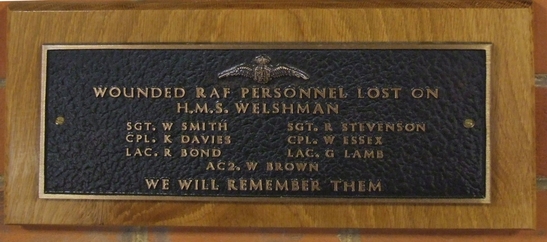 WOUNDED RAF PERSONNEL LOST ON
H.M.S. WELSHMAN
SGT. W SMITH SGT. R STEVENSON
CPL. K DAVIES CPL. W ESSEX
LAC. R BOND LAC. G LAMB
AC2. W BROWN
WE WILL REMEMBER THEM